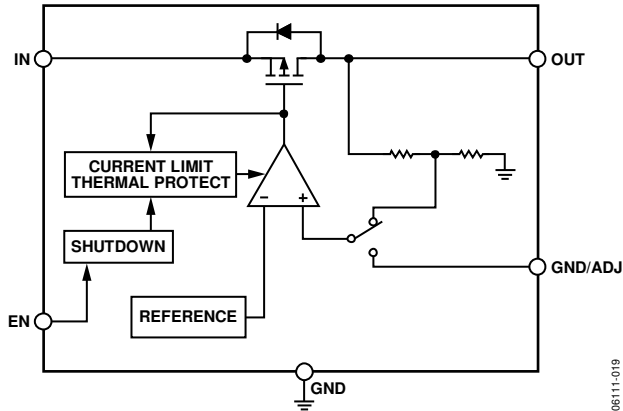 IN
OUT
CURRENT LIMIT
THERMAL PROTECT
- +
SHUTDOWN
GND/ADJ
REFERENCE
EN
GND
06111-019